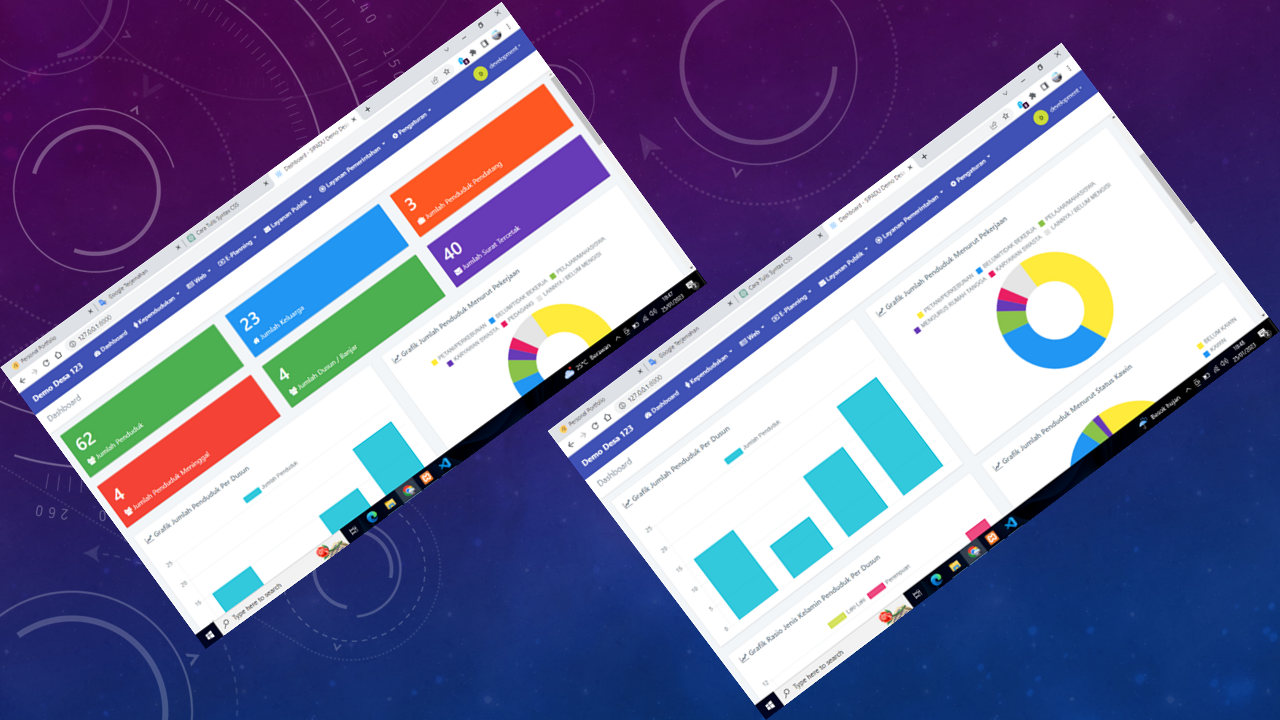 40
150
260
Personal Portfolio
Google Terjemahan
Cara Tulis Syntax CSS
Dashboard - SIPADU Demo De
127.0.0.1:8000
Demo Desa 123
Dashboard
Kependudukan
Web
E-Planning
Layanan Publik
Layanan Pemerintahan
Pengaturan
D
development
Dashboard
62
Jumlah Penduduk
23
Jumlah Keluarga
3
Jumlah Penduduk Pendatang
4
Jumlah Penduduk Meninggal
4
Jumlah Dusun / Banjar
40
Jumlah Surat Tercetak
Grafik Jumlah Penduduk Per Dusun
Jumlah Penduduk
25
20
15
Grafik Jumlah Penduduk Menurut Pekerjaan
PETANI/PERKEBUNAN
BELUM/TIDAK BEKERJA
PELAJAR/MAHASISWA
KARYAWAN SWASTA
PEDAGANG
LAINNYA / BELUM MENGISI
Type here to search
25°C Berawan
18:47
25/01/2023
Personal Portfolio
Google Terjemahan
Cara Tulis Syntax CSS
Dashboard - SIPADU Demo De
127.0.0.1:8000
Demo Desa 123
Dashboard
Kependudukan
Web
E-Planning
Layanan Publik
Layanan Pemerintahan
Pengaturan
D
development
Dashboard
Grafik Jumlah Penduduk Per Dusun
Jumlah Penduduk
25
20
15
10
5
0
Grafik Jumlah Penduduk Menurut Pekerjaan
PETANI/PERKEBUNAN
BELUM/TIDAK BEKERJA
PELAJAR/MAHASISWA
MENGURUS RUMAH TANGGA
KARYAWAN SWASTA
LAINNYA / BELUM MENGISI
Grafik Rasio Jenis Kelamin Penduduk Per Dusun
Laki-Laki
Perempuan
12
Grafik Jumlah Penduduk Menurut Status Kawin
BELUM KAWIN
KAWIN
Type here to search
Besok hujan
18:48
25/01/2023